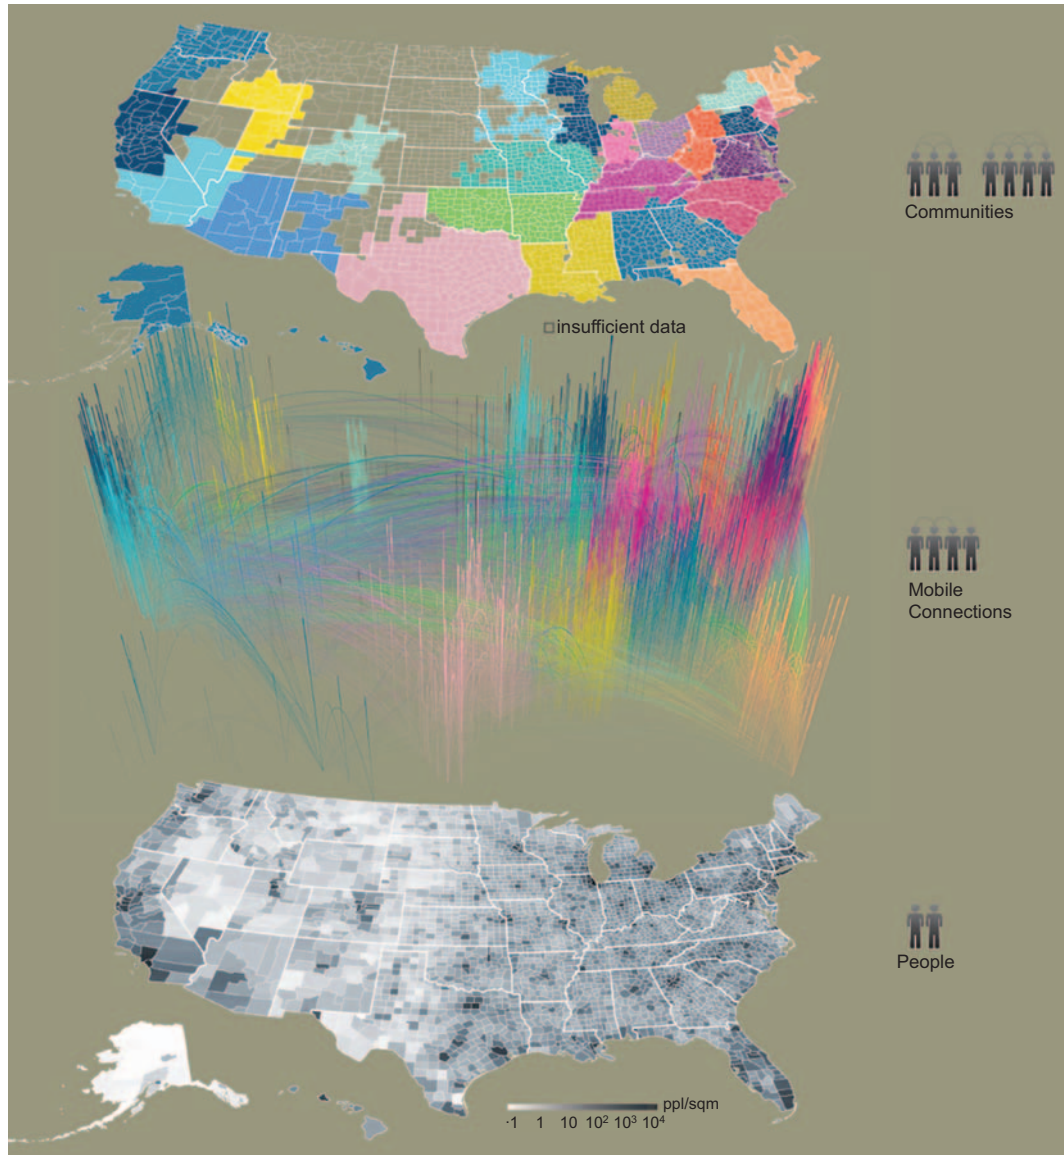 Communities
insufficient data
Mobile
Connections
People
ppl/sqm
·1 1 10 10² 10³ 10⁴